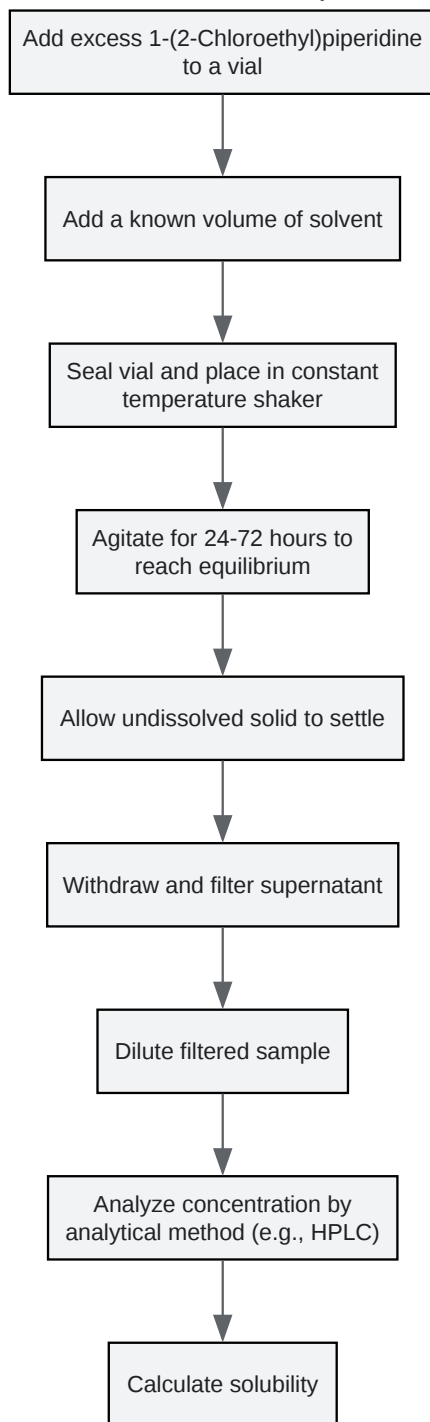 Add excess 1-(2-Chloroethyl)piperidine
to a vial
Add a known volume of solvent
Seal vial and place in constant
temperature shaker
Agitate for 24-72 hours to
reach equilibrium
Allow undissolved solid to settle
Withdraw and filter supernatant
Dilute filtered sample
Analyze concentration by
analytical method (e.g., HPLC)
Calculate solubility